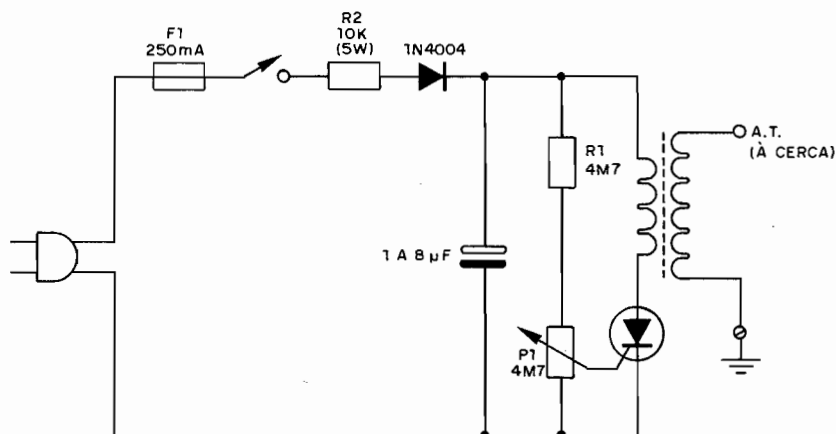 F1
250mA
R2
10K
(5W)
1N4004
R1
4M7
A.T.
(À CERCA)
1 A 8 µF
P1
4M7